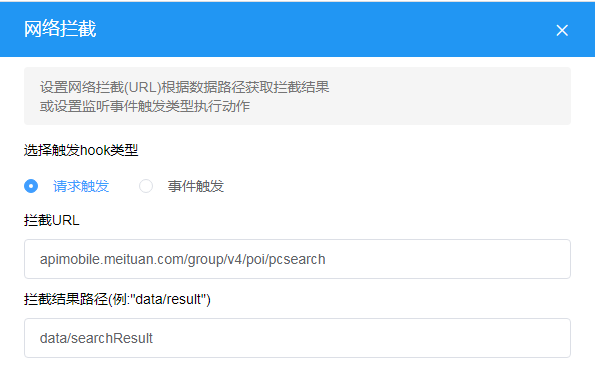 网络拦截
设置网络拦截(URL)根据数据路径获取拦截结果
或设置监听事件触发类型执行动作
选择触发hook类型
请求触发 事件触发
拦截URL
apimobile.meituan.com/group/v4/poi/pcsearch
拦截结果路径(例:"data/result")
data/searchResult